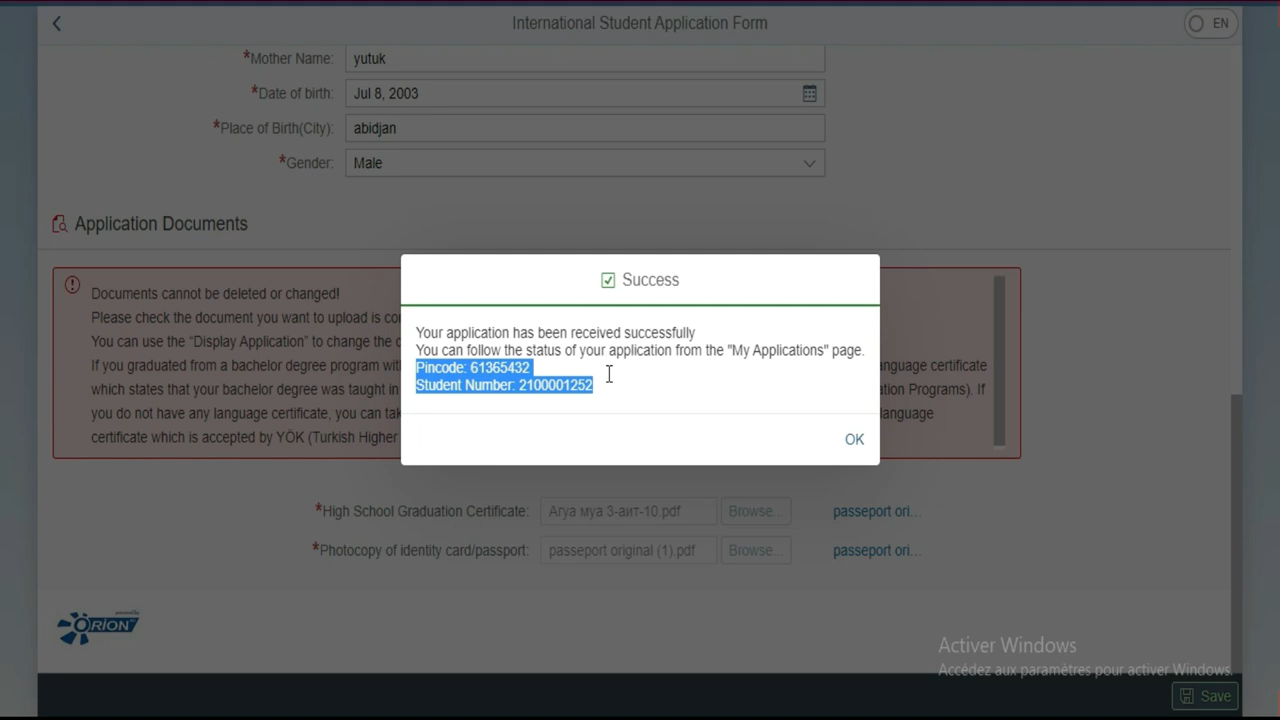 International Student Application Form
EN
*Mother Name: yutuk
*Date of birth: Jul 8, 2003
*Place of Birth(City): abidjan
*Gender: Male
Application Documents
Documents cannot be deleted or changed!
Please check the document you want to upload is co
You can use the “Display Application” to change the c
If you graduated from a bachelor degree program with anguage certificate
which states that your bachelor degree was taught in ation Programs). If
you do not have any language certificate, you can tak language
certificate which is accepted by YÖK (Turkish Higher
Success
Your application has been received successfully
You can follow the status of your application from the "My Applications" page.
Pincode: 61365432
Student Number: 2100001252
OK
*High School Graduation Certificate: Arya мya 3-аит-10.pdf Browse... passeport ori...
*Photocopy of identity card/passport: passeport original (1).pdf Browse... passeport ori...
powered by
ORION
Activer Windows
Accédez aux paramètres pour activer Windows.
Save